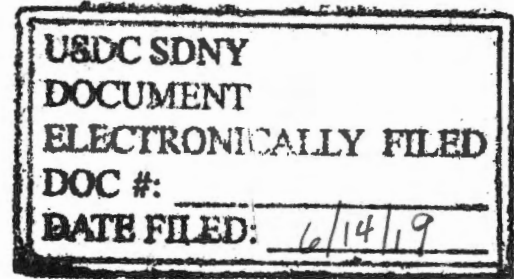 USDC SDNY
DOCUMENT
ELECTRONICALLY FILED
DOC #:
DATE FILED: 6/14/19